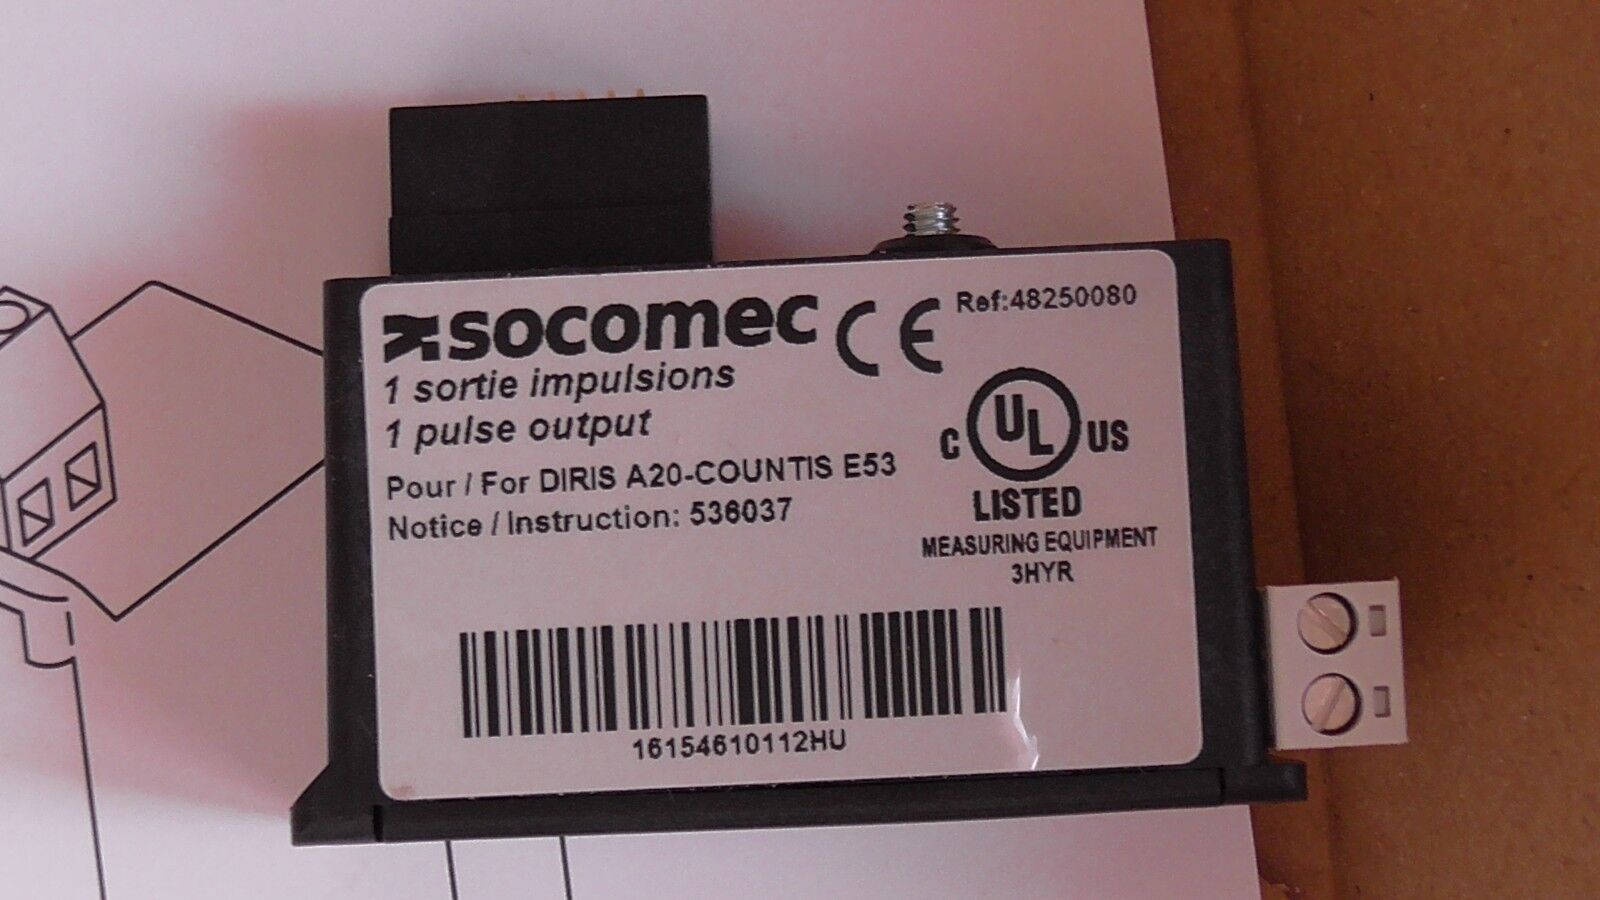 socomec CE Ref:48250080
1 sortie impulsions
1 pulse output
Pour / For DIRIS A20-COUNTIS E53
Notice / Instruction: 536037
C UL US
LISTED
MEASURING EQUIPMENT
3HYR
16154610112HU